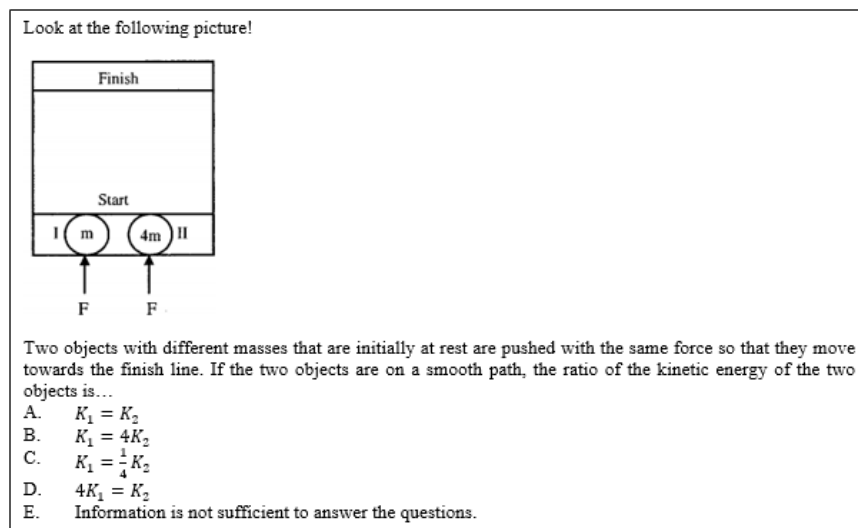 Look at the following picture!
Finish
Start
I m 4m II
F F
Two objects with different masses that are initially at rest are pushed with the same force so that they move
towards the finish line. If the two objects are on a smooth path, the ratio of the kinetic energy of the two
objects is…
A. K₁ = K₂
B. K₁ = 4K₂
C. K₁ = ¼K₂
D. 4K₁ = K₂
E. Information is not sufficient to answer the questions.